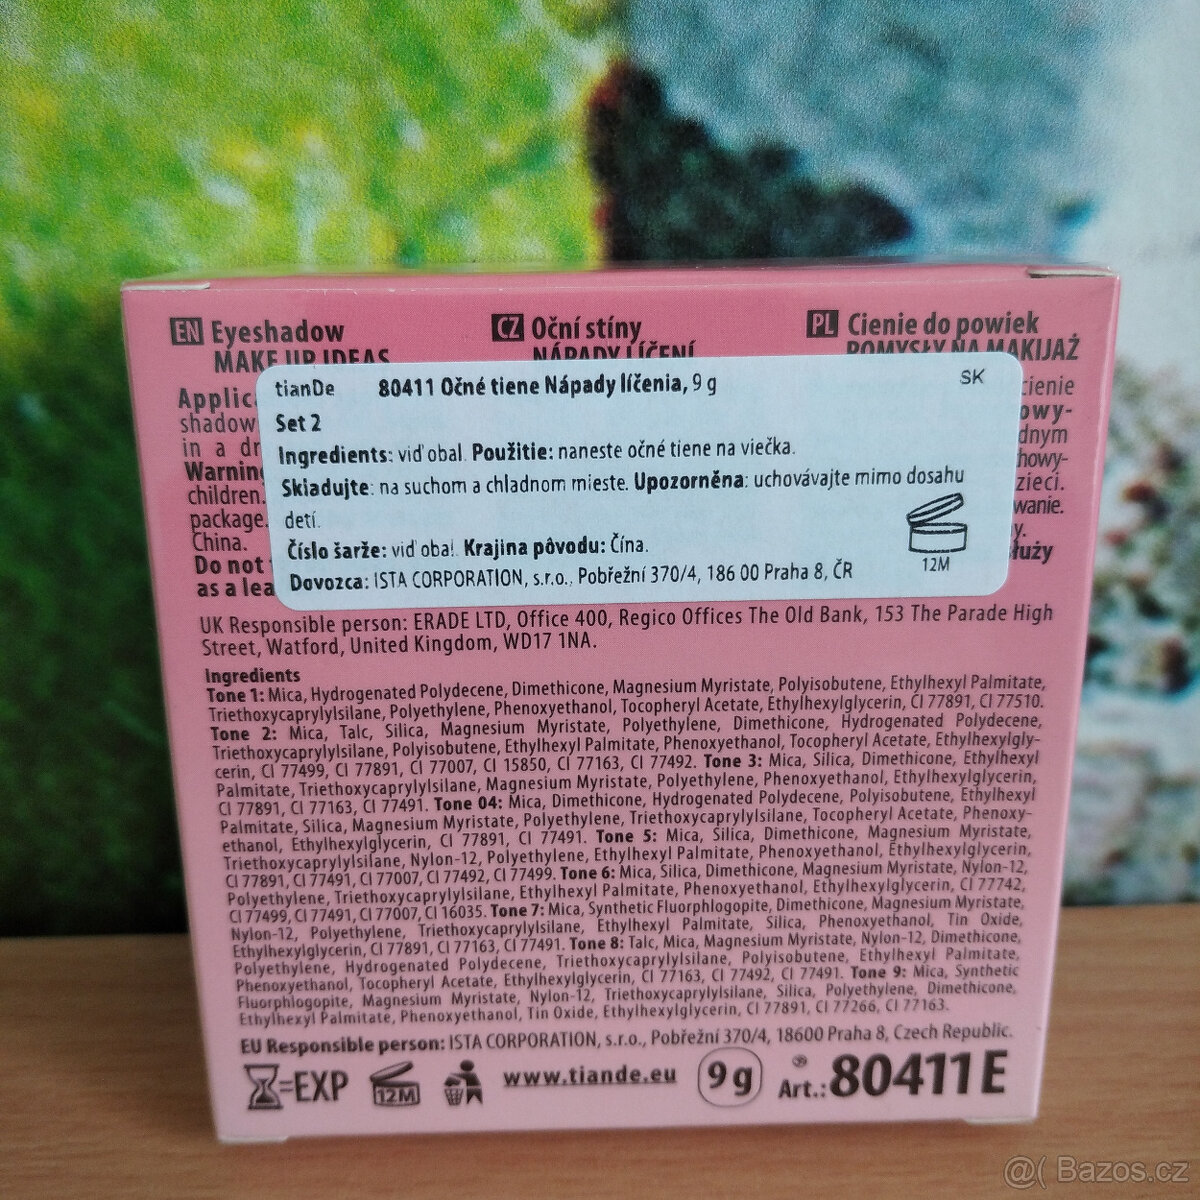 EN Eyeshadow
MAKE UP IDEAS
CZ Oční stíny
NÁPADY LÍČENÍ
PL Cienie do powiek
POMYSŁY NA MAKIJAŻ
shadow
in a
Warning
children.
package.
China.
Do not
as a
cienie
dnym
zieci.
wanie.
y.
służy
tianDe 80411 Očné tiene Nápady líčenia, 9 g SK
Set 2
Ingredients: viď obal. Použitie: naneste očné tiene na viečka.
Skladujte: na suchom a chladnom mieste. Upozorněna: uchovávajte mimo dosahu
detí.
Číslo šarže: viď obal. Krajina pôvodu: Čína.
Dovozca: ISTA CORPORATION, s.r.o., Pobřežní 370/4, 186 00 Praha 8, ČR
12M
UK Responsible person: ERADE LTD, Office 400, Regico Offices The Old Bank, 153 The Parade High
Street, Watford, United Kingdom, WD17 1NA.
Ingredients
Tone 1: Mica, Hydrogenated Polydecene, Dimethicone, Magnesium Myristate, Polyisobutene, Ethylhexyl Palmitate,
Triethoxycaprylylsilane, Polyethylene, Phenoxyethanol, Tocopheryl Acetate, Ethylhexylglycerin, CI 77891, CI 77510.
Tone 2: Mica, Talc, Silica, Magnesium Myristate, Polyethylene, Dimethicone, Hydrogenated Polydecene,
Triethoxycaprylylsilane, Polyisobutene, Ethylhexyl Palmitate, Phenoxyethanol, Tocopheryl Acetate, Ethylhexylgly-
cerin, CI 77499, CI 77891, CI 77007, CI 15850, CI 77163, CI 77492. Tone 3: Mica, Silica, Dimethicone, Ethylhexyl
Palmitate, Triethoxycaprylylsilane, Magnesium Myristate, Polyethylene, Phenoxyethanol, Ethylhexylglycerin,
CI 77891, CI 77163, CI 77491. Tone 04: Mica, Dimethicone, Hydrogenated Polydecene, Polyisobutene, Ethylhexyl
Palmitate, Silica, Magnesium Myristate, Polyethylene, Triethoxycaprylylsilane, Tocopheryl Acetate, Phenoxy-
ethanol, Ethylhexylglycerin, CI 77891, CI 77491. Tone 5: Mica, Silica, Dimethicone, Magnesium Myristate,
Triethoxycaprylylsilane, Nylon-12, Polyethylene, Ethylhexyl Palmitate, Phenoxyethanol, Ethylhexylglycerin,
CI 77891, CI 77491, CI 77007, CI 77492, CI 77499. Tone 6: Mica, Silica, Dimethicone, Magnesium Myristate, Nylon-12,
Polyethylene, Triethoxycaprylylsilane, Ethylhexyl Palmitate, Phenoxyethanol, Ethylhexylglycerin, CI 77742,
CI 77499, CI 77491, CI 77007, CI 16035. Tone 7: Mica, Synthetic Fluorphlogopite, Dimethicone, Magnesium Myristate,
Nylon-12, Polyethylene, Triethoxycaprylylsilane, Ethylhexyl Palmitate, Silica, Phenoxyethanol, Tin Oxide,
Ethylhexylglycerin, CI 77891, CI 77163, CI 77491. Tone 8: Talc, Mica, Magnesium Myristate, Nylon-12, Dimethicone,
Polyethylene, Hydrogenated Polydecene, Triethoxycaprylylsilane, Polyisobutene, Ethylhexyl Palmitate,
Phenoxyethanol, Tocopheryl Acetate, Ethylhexylglycerin, CI 77163, CI 77492, CI 77491. Tone 9: Mica, Synthetic
Fluorphlogopite, Magnesium Myristate, Nylon-12, Triethoxycaprylylsilane, Silica, Polyethylene, Dimethicone,
Ethylhexyl Palmitate, Phenoxyethanol, Tin Oxide, Ethylhexylglycerin, CI 77891, CI 77266, CI 77163.
EU Responsible person: ISTA CORPORATION, s.r.o., Pobřežní 370/4, 18600 Praha 8, Czech Republic.
=EXP 12M www.tiande.eu 9 g Art.: 80411E
@( Bazos.cz